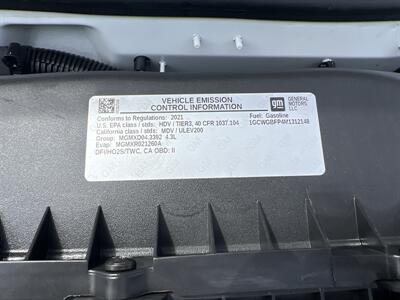 VEHICLE EMISSION
CONTROL INFORMATION
Conforms to Regulations: 2021
U.S. EPA class / stds: HDV / TIER3, 40 CFR 1037.104
California class / stds: MDV / ULEV200
Group: MGMXD04.3392 4.3L
Evap: MGMXR021260A
DFI/HO2S/TWC, CA OBD: II
gm
GENERAL
MOTORS LLC
Fuel: Gasoline
1GCWGBFP4M1312148